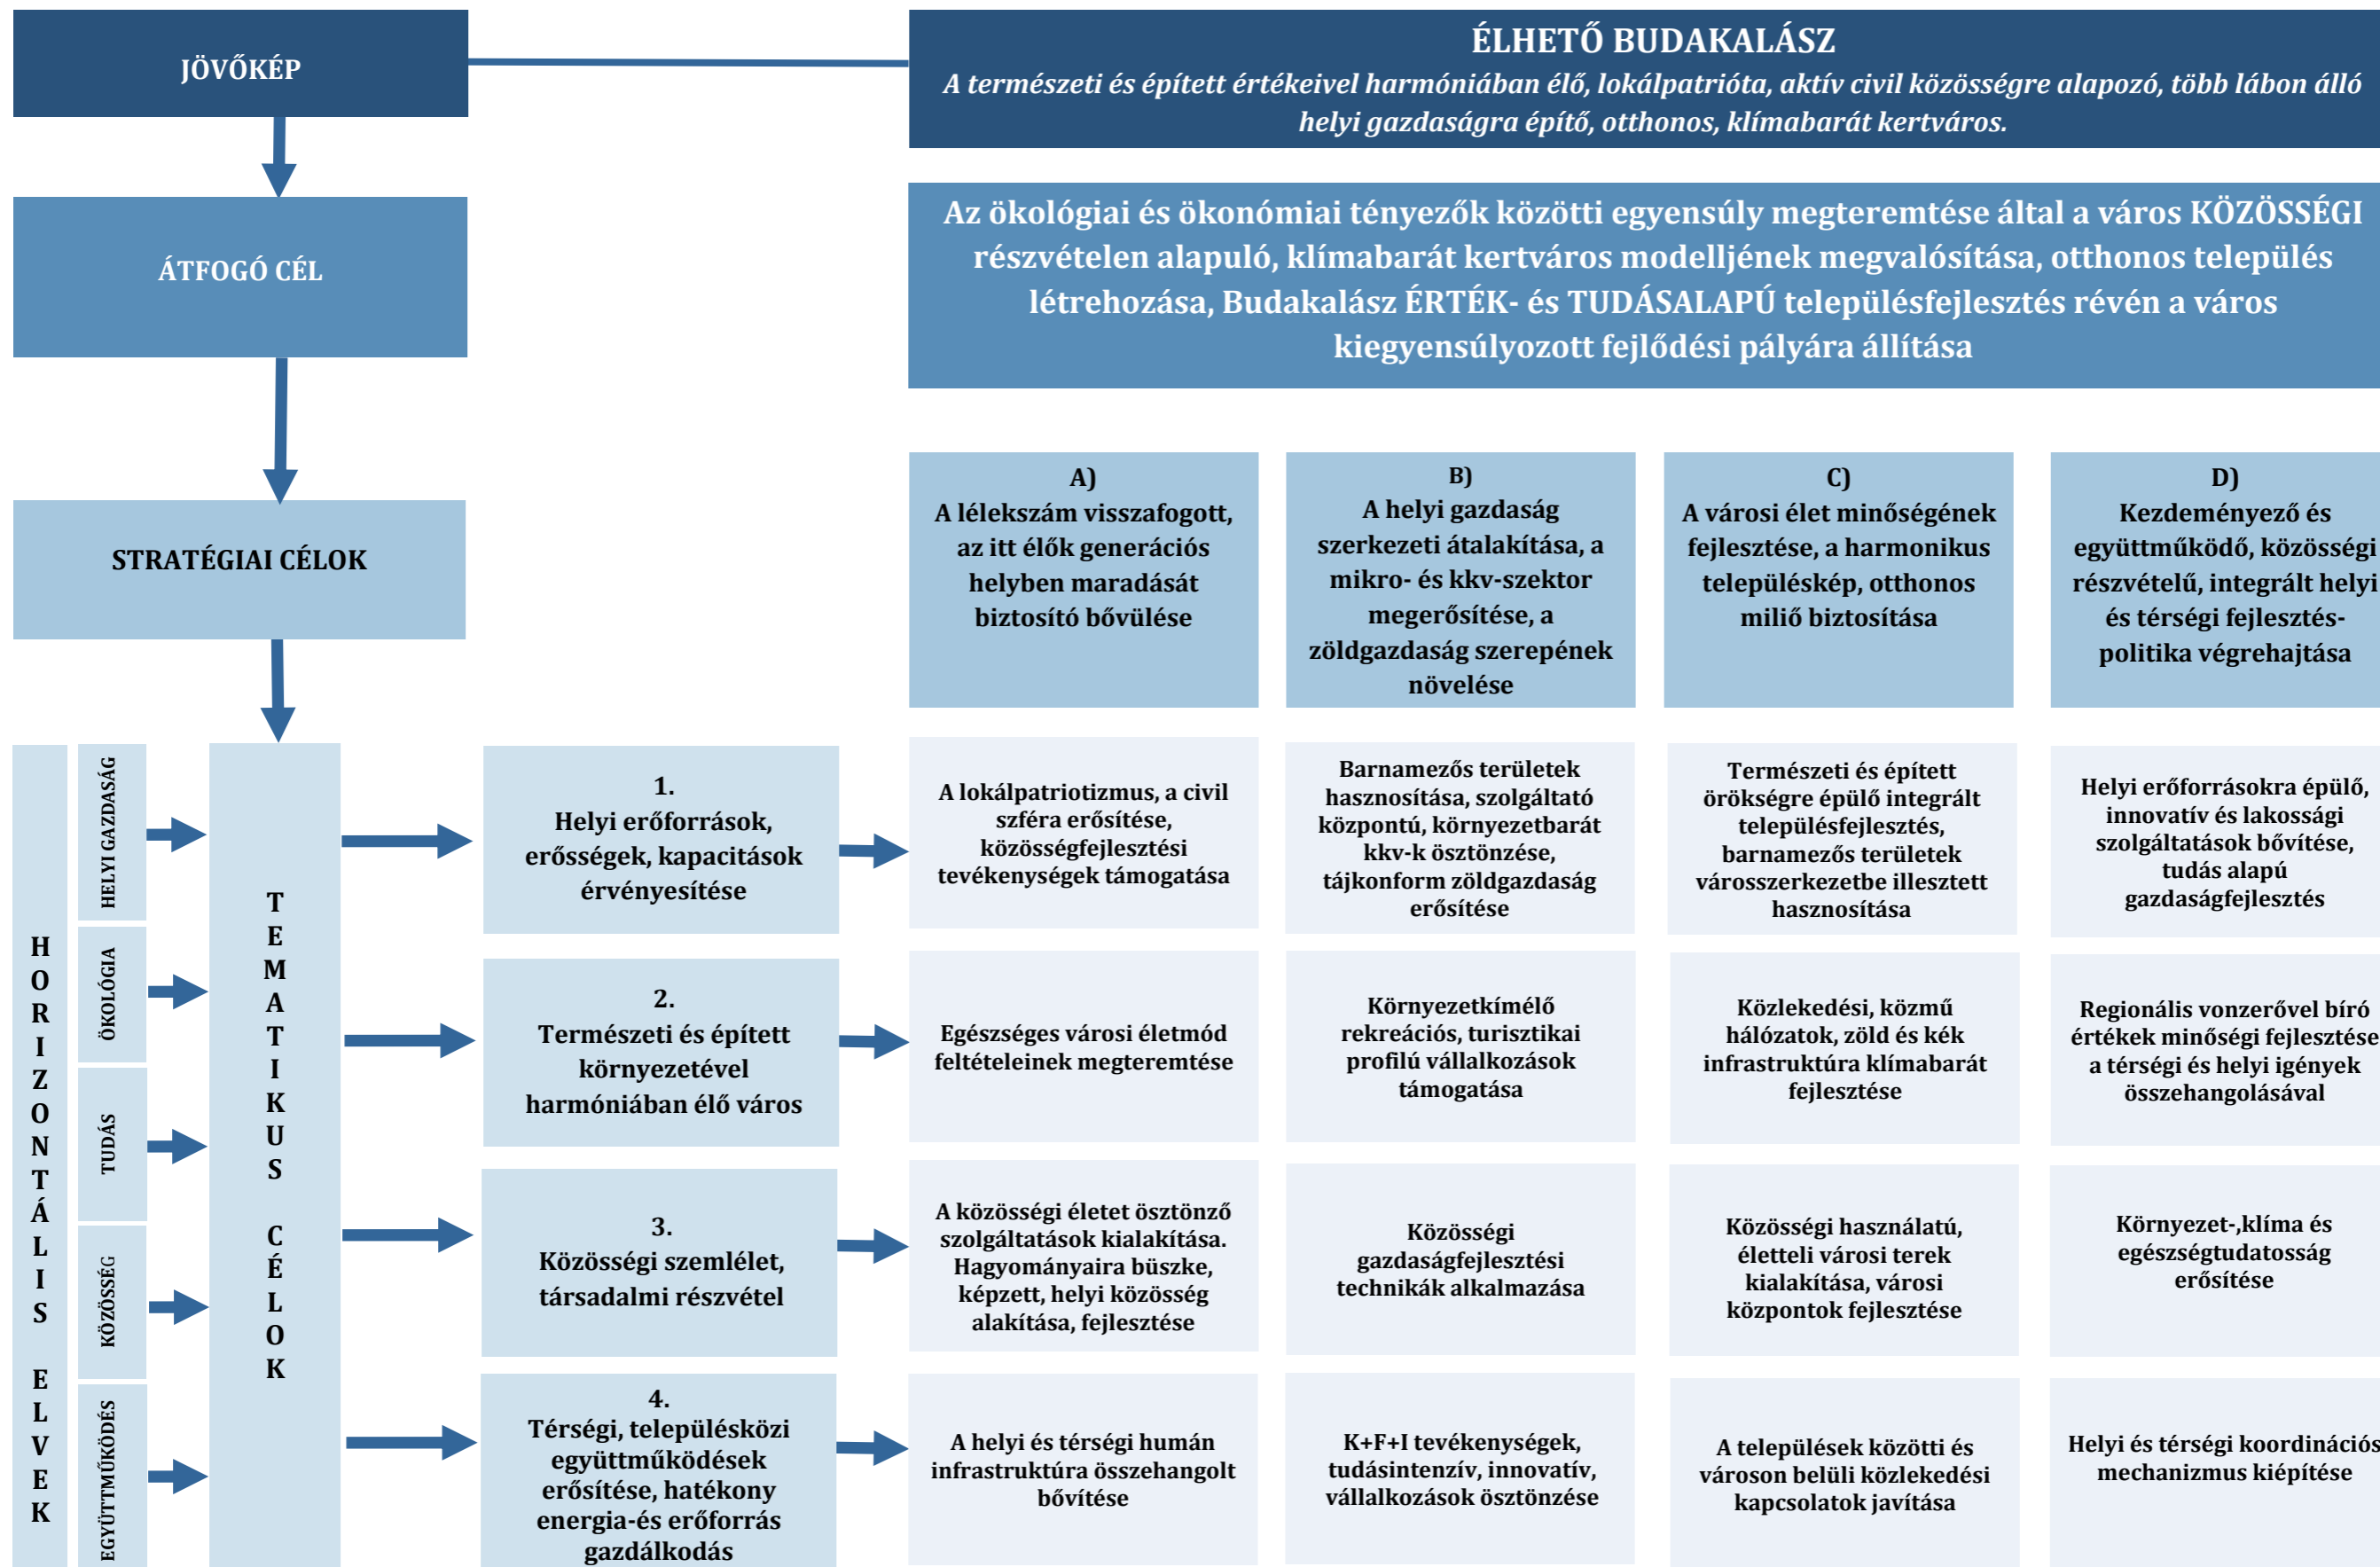 JÖVŐKÉP
ÉLHETŐ BUDAKALÁSZ
A természeti és épített értékeivel harmóniában élő, lokálpatrióta, aktív civil közösségre alapozó, több lábon álló
helyi gazdaságra építő, otthonos, klímabarát kertváros.
ÁTFOGÓ CÉL
Az ökológiai és ökonómiai tényezők közötti egyensúly megteremtése által a város KÖZÖSSÉGI
részvételen alapuló, klímabarát kertváros modelljének megvalósítása, otthonos település
létrehozása, Budakalász ÉRTÉK- és TUDÁSALAPÚ településfejlesztés révén a város
kiegyensúlyozott fejlődési pályára állítása
STRATÉGIAI CÉLOK
A)
A lélekszám visszafogott,
az itt élők generációs
helyben maradását
biztosító bővülése
B)
A helyi gazdaság
szerkezeti átalakítása, a
mikro- és kkv-szektor
megerősítése, a
zöldgazdaság szerepének
növelése
C)
A városi élet minőségének
fejlesztése, a harmonikus
településkép, otthonos
miliő biztosítása
D)
Kezdeményező és
együttműködő, közösségi
részvételű, integrált helyi
és térségi fejlesztés-
politika végrehajtása
HORIZONTÁLIS ELVEK
HELYI GAZDASÁG
ÖKOLÓGIA
TUDÁS
KÖZÖSSÉG
EGYÜTTMŰKÖDÉS
TEMATIKUS CÉLOK
1.
Helyi erőforrások,
erősségek, kapacitások
érvényesítése
A lokálpatriotizmus, a civil
szféra erősítése,
közösségfejlesztési
tevékenységek támogatása
Barnamezős területek
hasznosítása, szolgáltató
központú, környezetbarát
kkv-k ösztönzése,
tájkonform zöldgazdaság
erősítése
Természeti és épített
örökségre épülő integrált
településfejlesztés,
barnamezős területek
városszerkezetbe illesztett
hasznosítása
Helyi erőforrásokra épülő,
innovatív és lakossági
szolgáltatások bővítése,
tudás alapú
gazdaságfejlesztés
2.
Természeti és épített
környezetével
harmóniában élő város
Egészséges városi életmód
feltételeinek megteremtése
Környezetkímélő
rekreációs, turisztikai
profilú vállalkozások
támogatása
Közlekedési, közmű
hálózatok, zöld és kék
infrastruktúra klímabarát
fejlesztése
Regionális vonzerővel bíró
értékek minőségi fejlesztése
a térségi és helyi igények
összehangolásával
3.
Közösségi szemlélet,
társadalmi részvétel
A közösségi életet ösztönző
szolgáltatások kialakítása.
Hagyományaira büszke,
képzett, helyi közösség
alakítása, fejlesztése
Közösségi
gazdaságfejlesztési
technikák alkalmazása
Közösségi használatú,
életteli városi terek
kialakítása, városi
központok fejlesztése
Környezet-,klíma és
egészségtudatosság
erősítése
4.
Térségi, településközi
együttműködések
erősítése, hatékony
energia-és erőforrás
gazdálkodás
A helyi és térségi humán
infrastruktúra összehangolt
bővítése
K+F+I tevékenységek,
tudásintenzív, innovatív,
vállalkozások ösztönzése
A települések közötti és
városon belüli közlekedési
kapcsolatok javítása
Helyi és térségi koordinációs
mechanizmus kiépítése